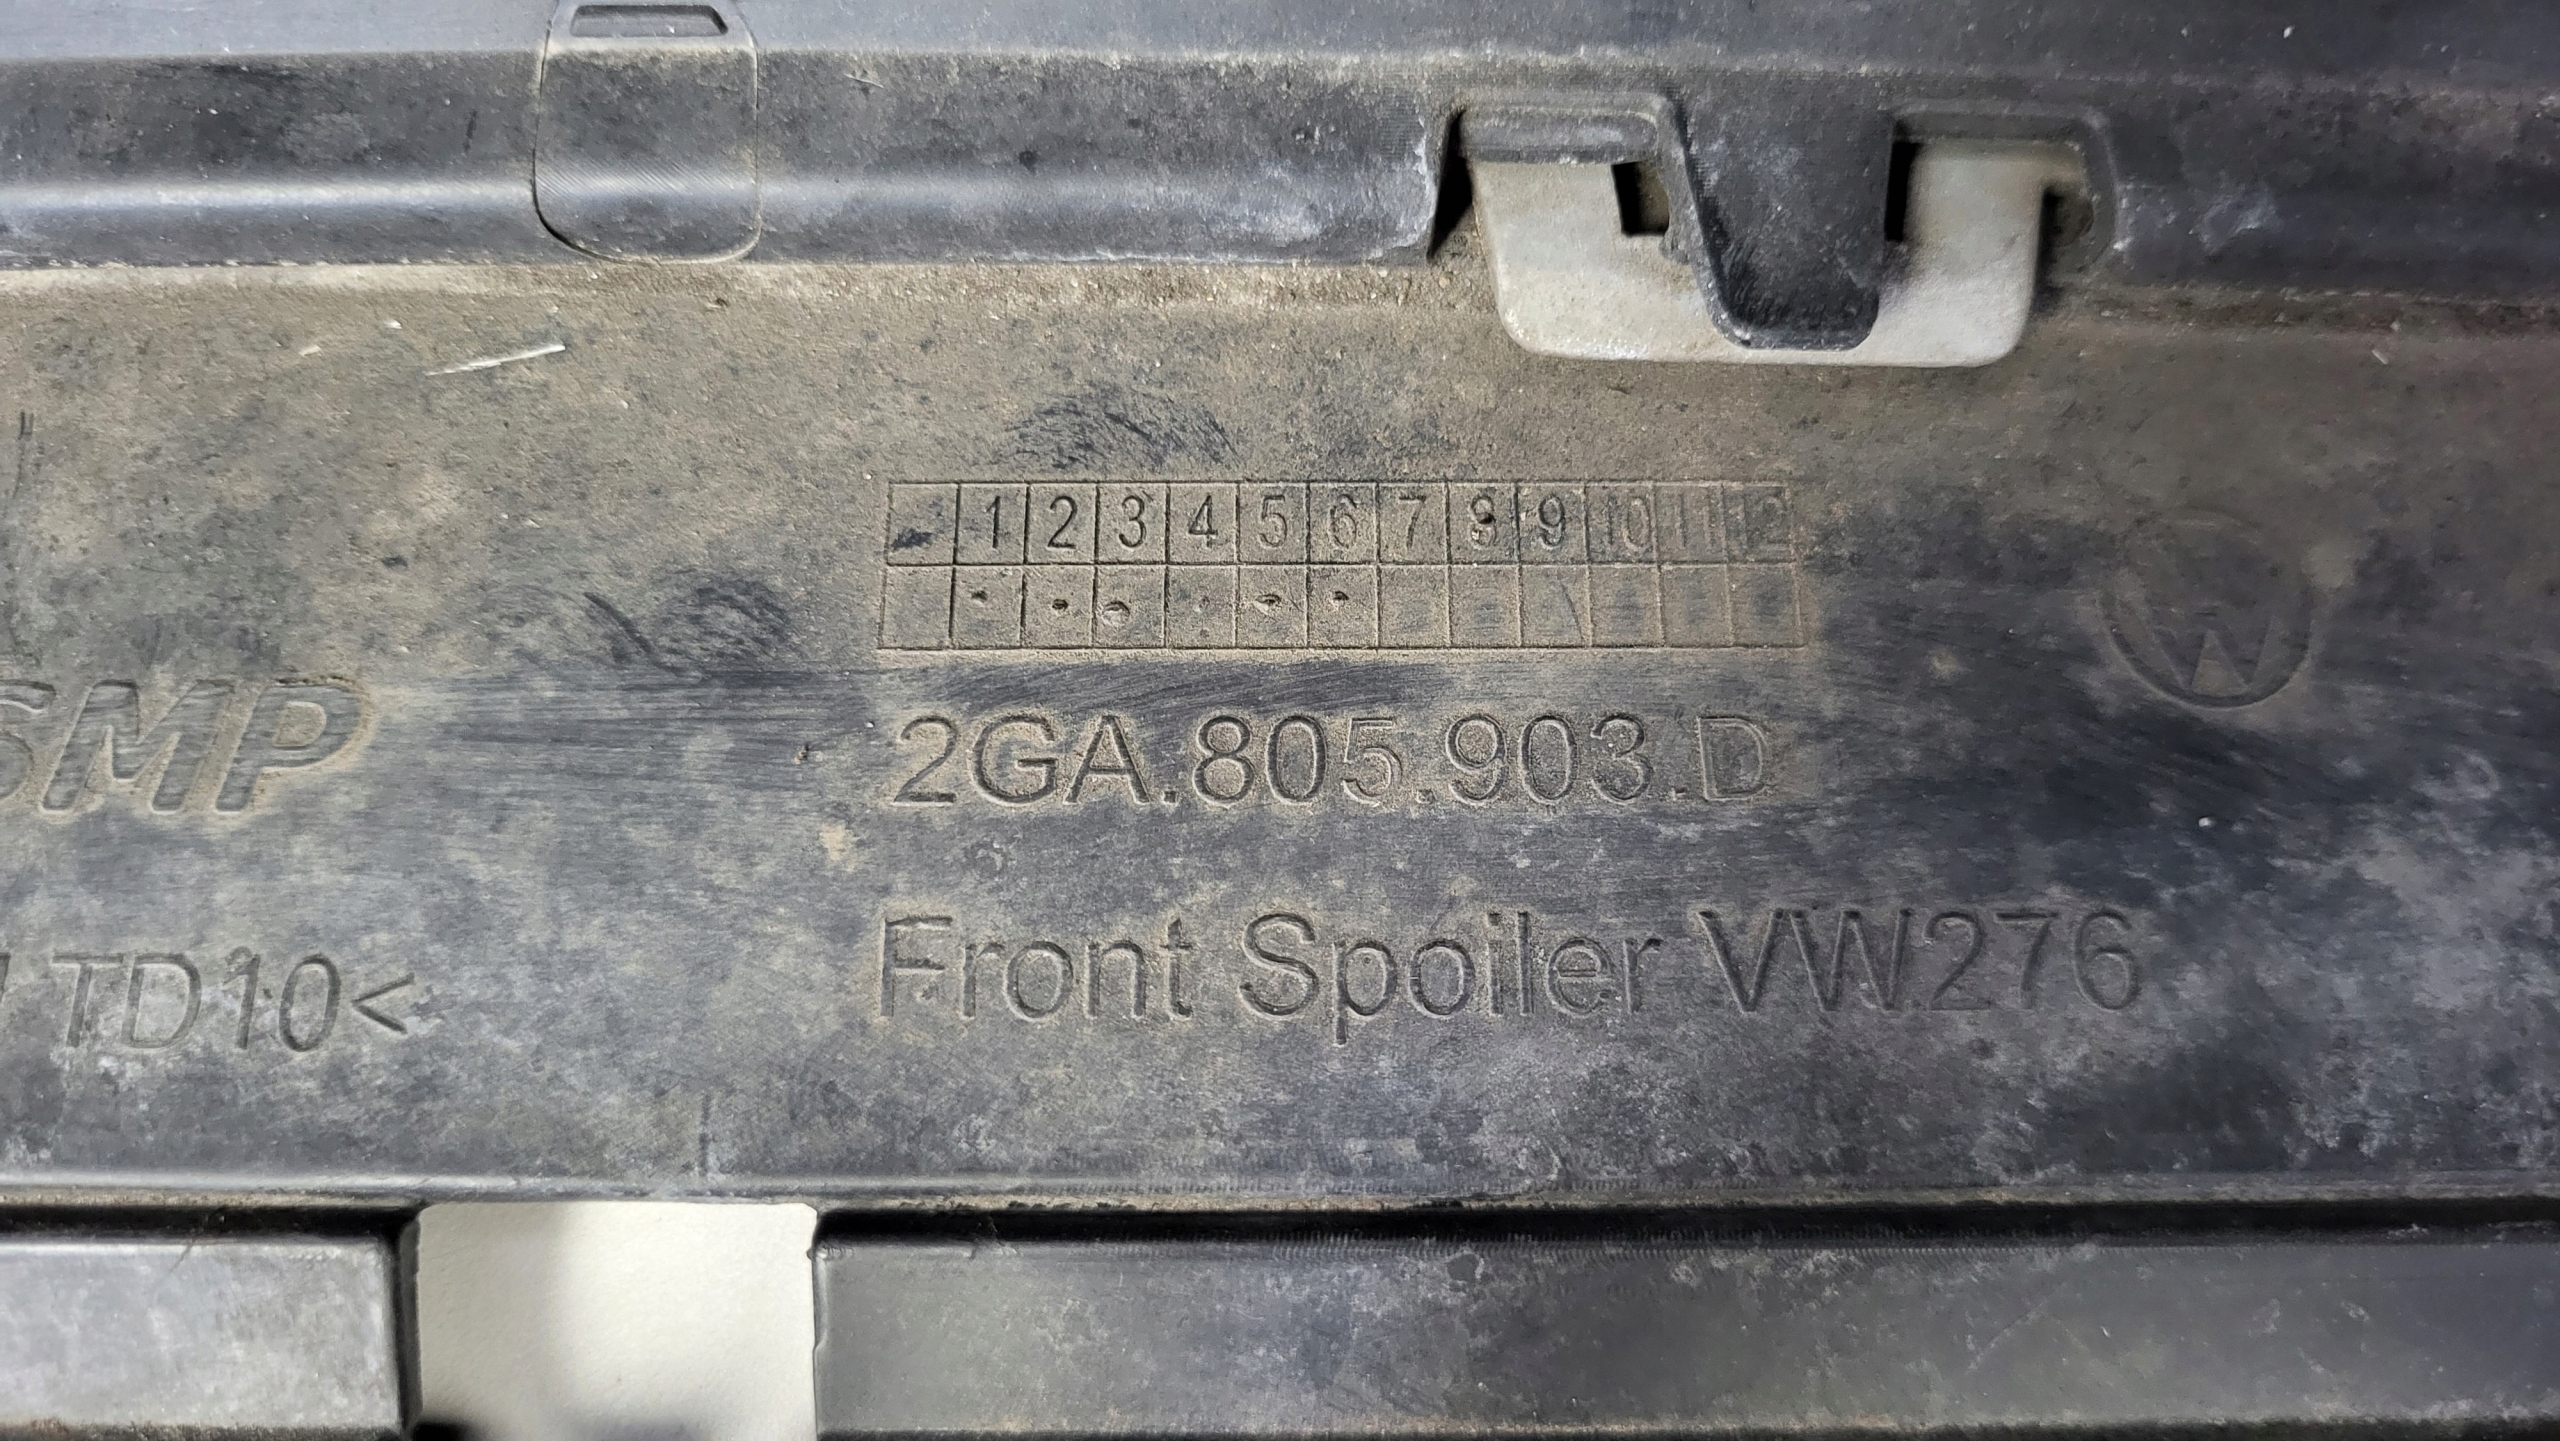 1 2 3 4 5 6 7 8 9 10 11 12
SMP
2GA.805.903.D
TD10<
Front Spoiler VW276